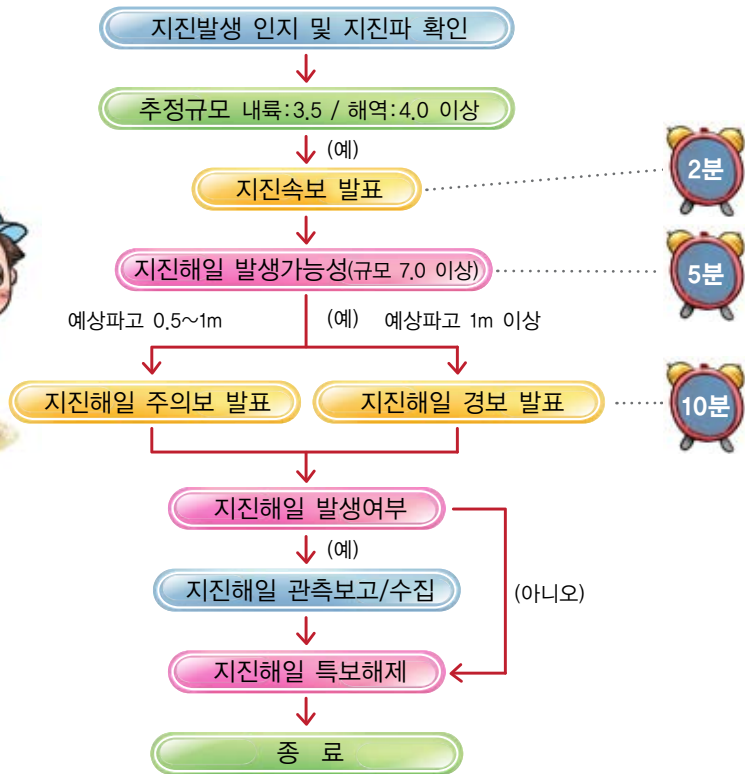 지진발생 인지 및 지진파 확인
추정규모 내륙:3.5 / 해역:4.0 이상
(예)
지진속보 발표
2분
지진해일 발생가능성(규모 7.0 이상)
5분
예상파고 0.5~1m
(예)
예상파고 1m 이상
지진해일 주의보 발표
지진해일 경보 발표
10분
지진해일 발생여부
(예)
지진해일 관측보고/수집
(아니오)
지진해일 특보해제
종 료